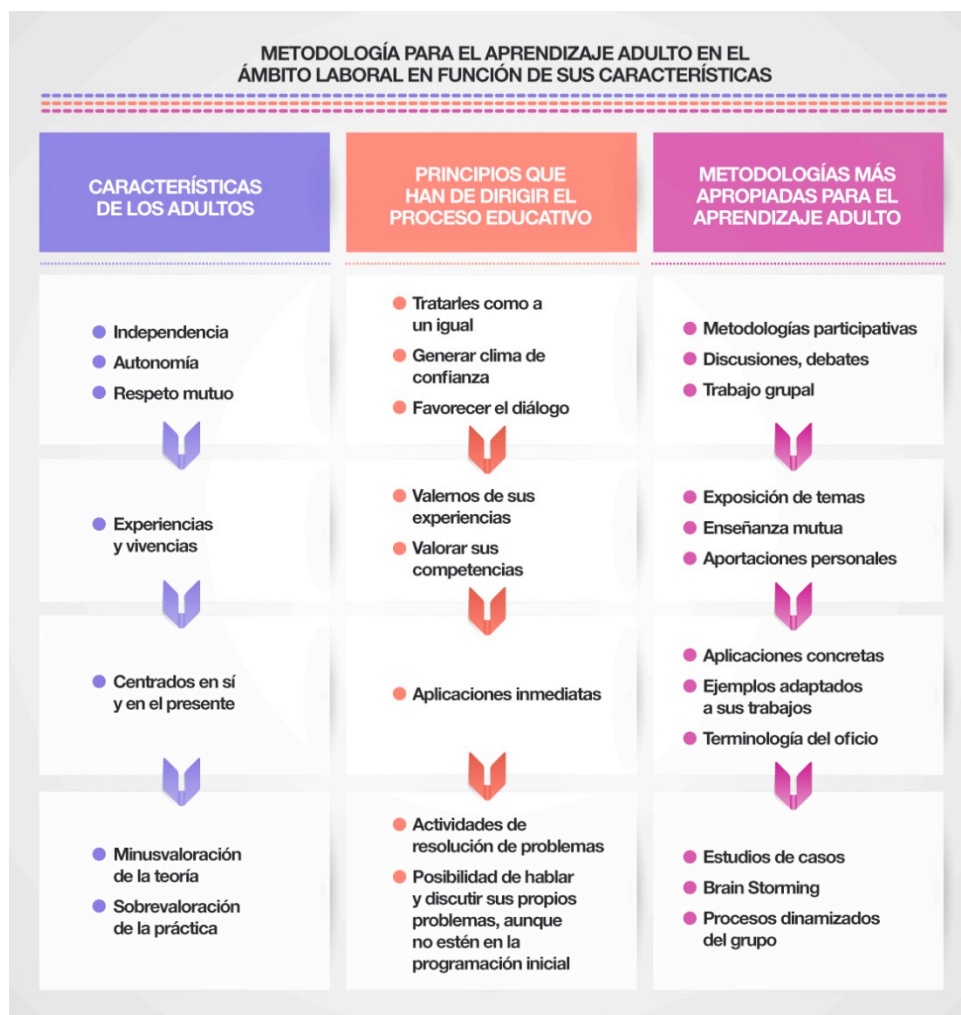 METODOLOGÍA PARA EL APRENDIZAJE ADULTO EN EL
ÁMBITO LABORAL EN FUNCIÓN DE SUS CARACTERÍSTICAS
CARACTERÍSTICAS
DE LOS ADULTOS
PRINCIPIOS QUE
HAN DE DIRIGIR EL
PROCESO EDUCATIVO
METODOLOGÍAS MÁS
APROPIADAS PARA EL
APRENDIZAJE ADULTO
Independencia
Autonomía
Respeto mutuo
Tratarles como a
un igual
Generar clima de
confianza
Favorecer el diálogo
Metodologías participativas
Discusiones, debates
Trabajo grupal
Experiencias
y vivencias
Valernos de sus
experiencias
Valorar sus
competencias
Exposición de temas
Enseñanza mutua
Aportaciones personales
Centrados en sí
y en el presente
Aplicaciones inmediatas
Aplicaciones concretas
Ejemplos adaptados
a sus trabajos
Terminología del oficio
Minusvaloración
de la teoría
Sobrevaloración
de la práctica
Actividades de
resolución de problemas
Posibilidad de hablar
y discutir sus propios
problemas, aunque
no estén en la
programación inicial
Estudios de casos
Brain Storming
Procesos dinamizados
del grupo